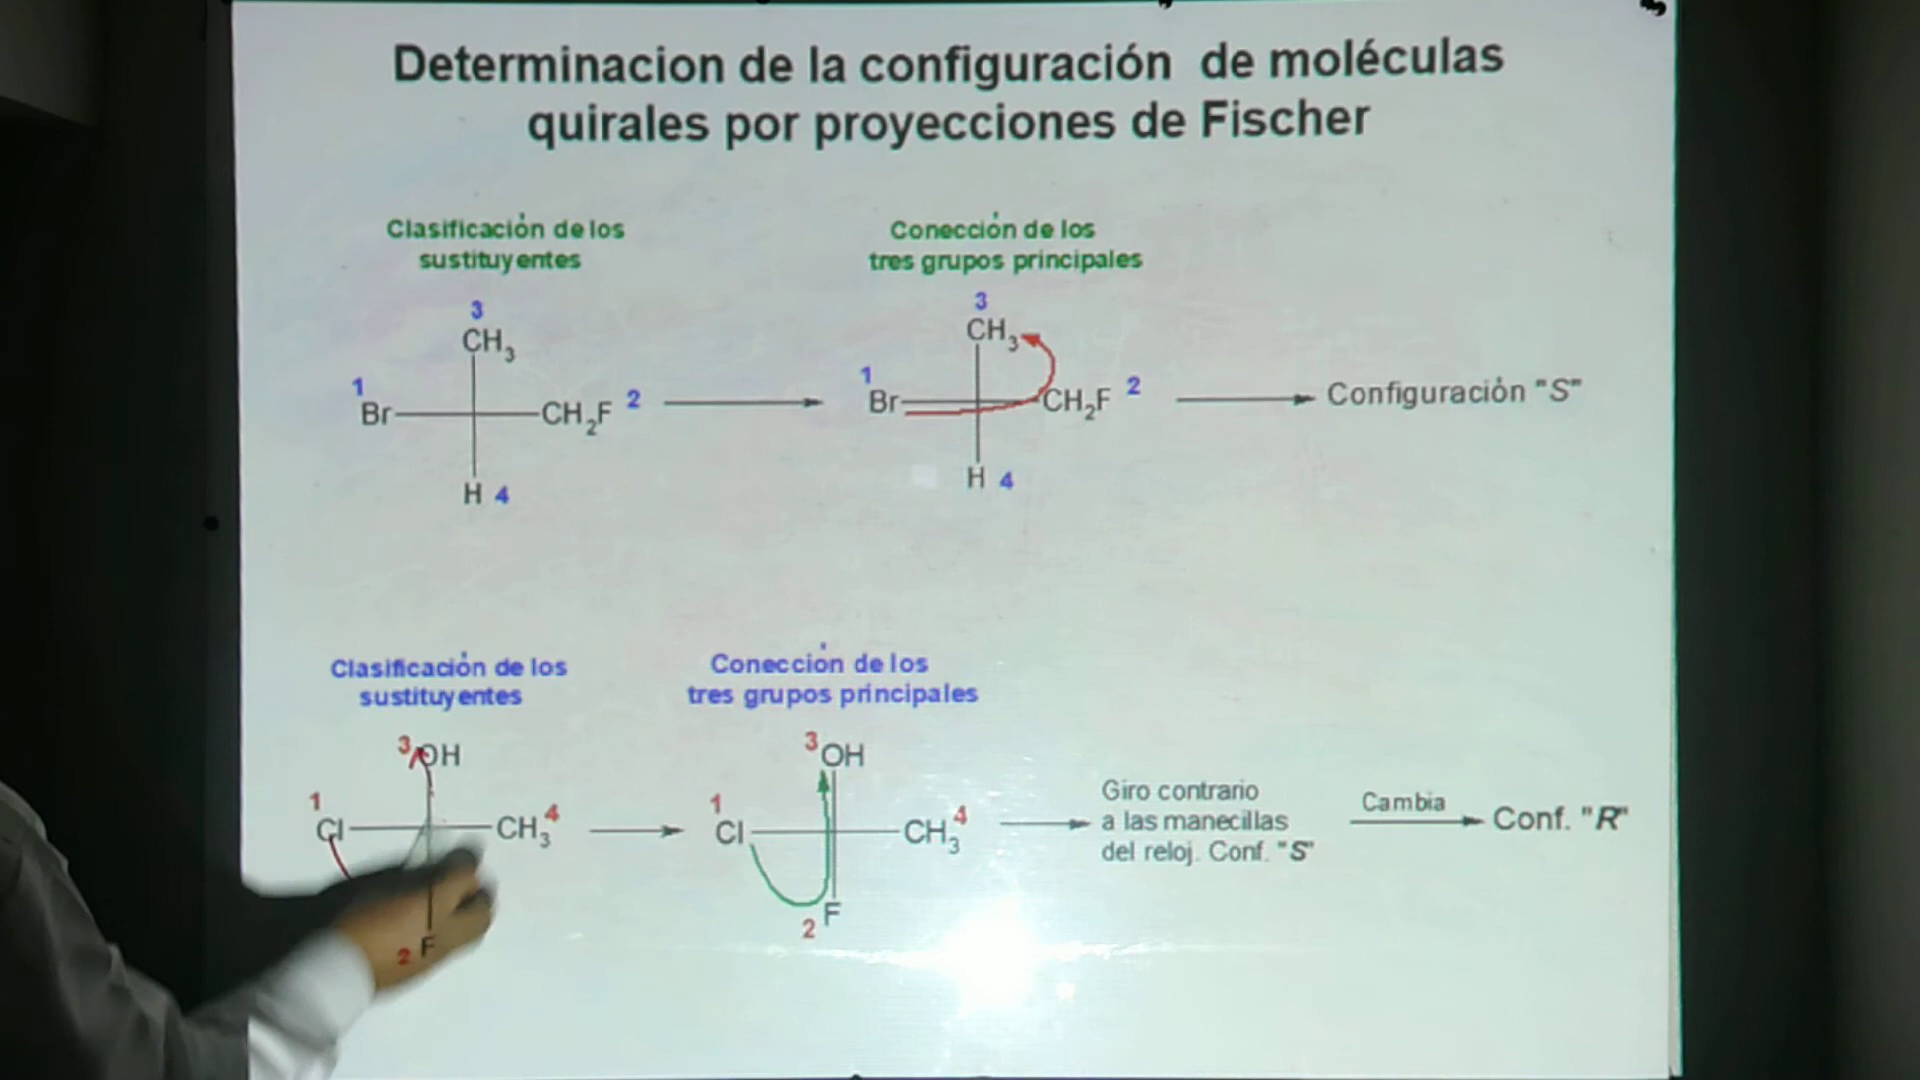 Determinacion de la configuración de moléculas
quirales por proyecciones de Fischer
Clasificación de los
sustituyentes
Conección de los
tres grupos principales
3
CH3
1
Br
CH2F 2
H 4
3
CH3
1
Br
CH2F 2
H 4
Configuración "S"
Clasificación de los
sustituyentes
Conección de los
tres grupos principales
3 OH
1
Cl
CH3 4
2 F
3 OH
1
Cl
CH3 4
2 F
Giro contrario
a las manecillas
del reloj. Conf. "S"
Cambia
Conf. "R"